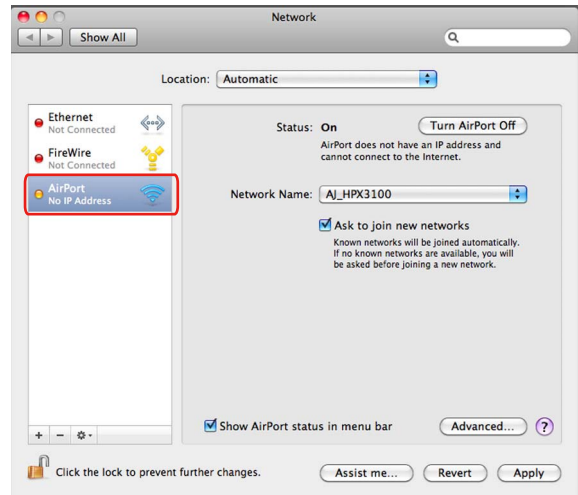 Network
Show All
Location: Automatic
Ethernet
Not Connected
FireWire
Not Connected
AirPort
No IP Address
Status: On
Turn AirPort Off
AirPort does not have an IP address and
cannot connect to the Internet.
Network Name: AJ_HPX3100
Ask to join new networks
Known networks will be joined automatically.
If no known networks are available, you will
be asked before joining a new network.
Show AirPort status in menu bar
Advanced... ?
+ −
Click the lock to prevent further changes.
Assist me... Revert Apply